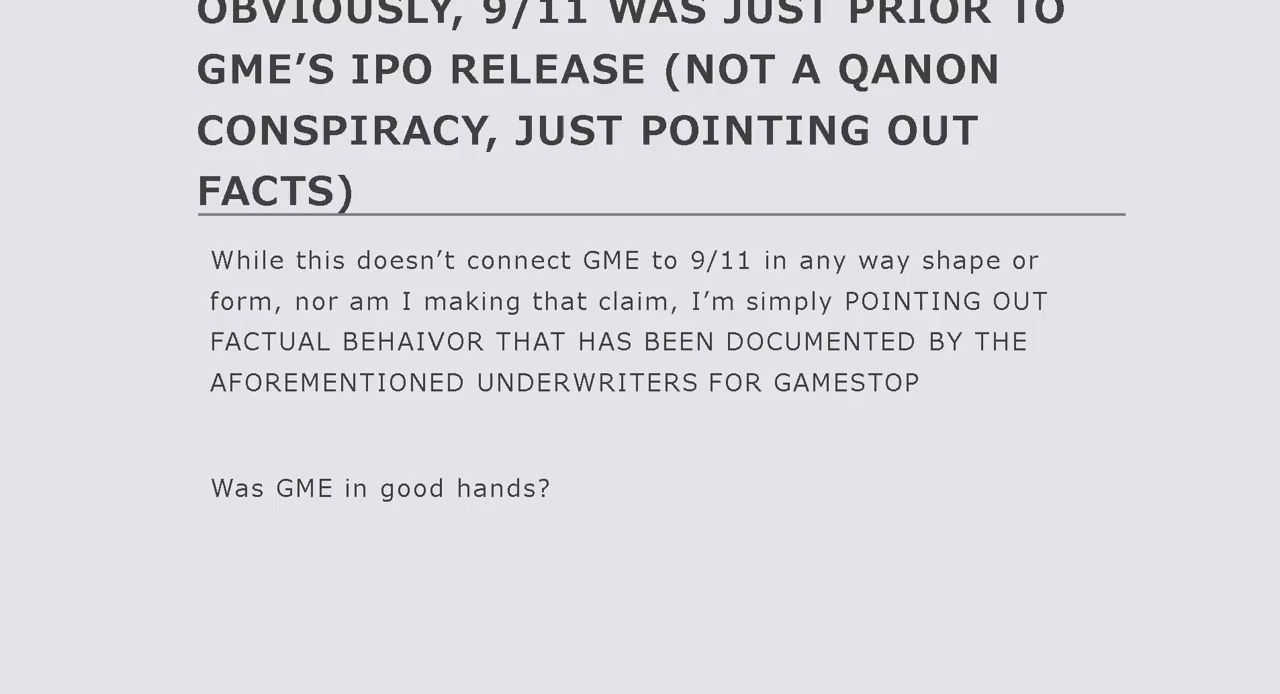 OBVIOUSLY, 9/11 WAS JUST PRIOR TO
GME’S IPO RELEASE (NOT A QANON
CONSPIRACY, JUST POINTING OUT
FACTS)
While this doesn’t connect GME to 9/11 in any way shape or
form, nor am I making that claim, I’m simply POINTING OUT
FACTUAL BEHAIVOR THAT HAS BEEN DOCUMENTED BY THE
AFOREMENTIONED UNDERWRITERS FOR GAMESTOP
Was GME in good hands?